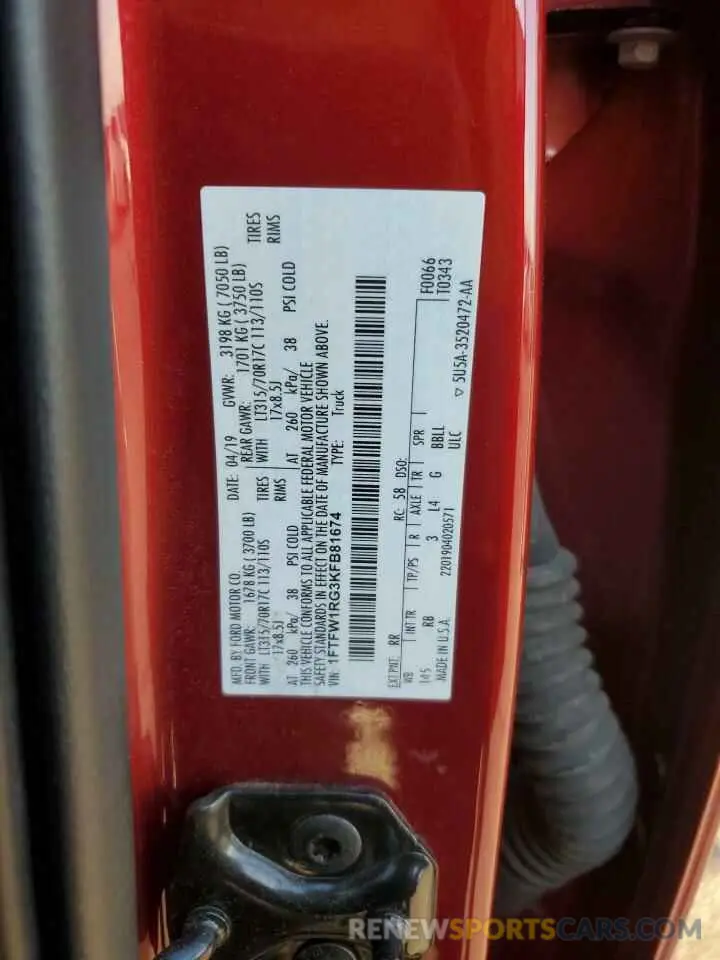 MFD. BY FORD MOTOR CO.
DATE: 04/19 GVWR: 3198 KG ( 7050 LB)
FRONT GAWR: 1678 KG ( 3700 LB) REAR GAWR: 1701 KG ( 3750 LB)
WITH LT315/70R17C 113/110S TIRES WITH LT315/70R17C 113/110S TIRES
17x8.5J RIMS 17x8.5J RIMS
AT 260 kPa/ 38 PSI COLD AT 260 kPa/ 38 PSI COLD
THIS VEHICLE CONFORMS TO ALL APPLICABLE FEDERAL MOTOR VEHICLE
SAFETY STANDARDS IN EFFECT ON THE DATE OF MANUFACTURE SHOWN ABOVE.
VIN: 1FTFW1RG3KFB81674 TYPE: Truck
F0066
T0343
EXT PNT: RR RC: 58 DSO:
WB INT TR TP/PS R AXLE TR SPR
145 RB 3 L4 G BBLL
MADE IN U.S.A. 2201904020571 ULC
▽ 5U5A-3520472-AA
RENEWSPORTSCARS.COM